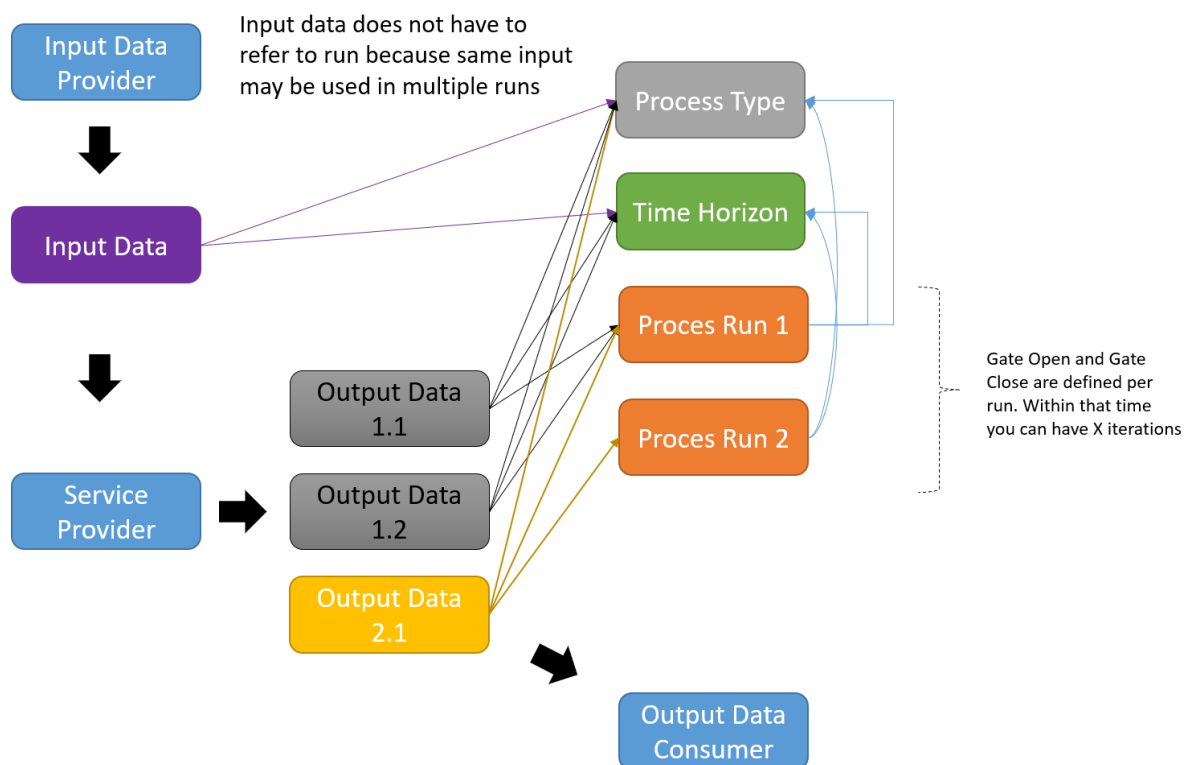 Input Data
Provider
Input data does not have to
refer to run because same input
may be used in multiple runs
Process Type
Input Data
Time Horizon
Proces Run 1
Gate Open and Gate
Close are defined per
run. Within that time
you can have X iterations
Output Data
1.1
Proces Run 2
Service
Provider
Output Data
1.2
Output Data
2.1
Output Data
Consumer